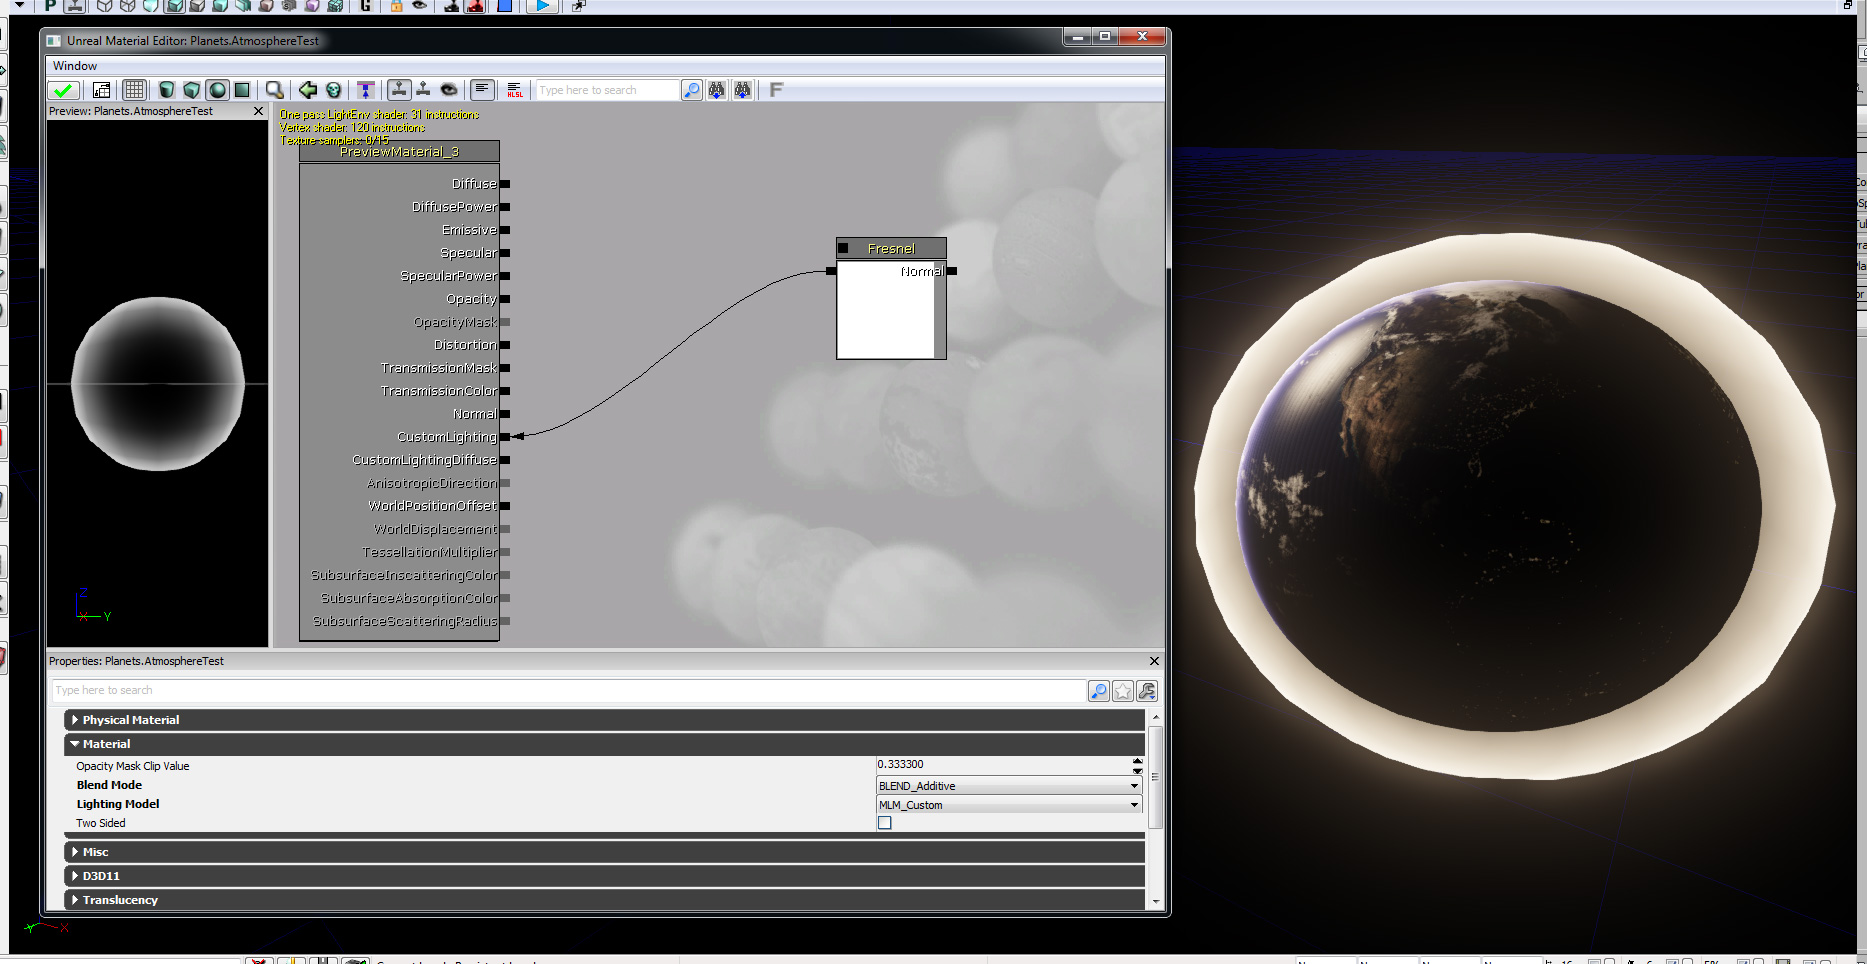 Unreal Material Editor: Planets.AtmosphereTest
Window
HLSL
Type here to search
F
Preview: Planets.AtmosphereTest
One pass LightEnv shader: 31 instructions
Vertex shader: 120 instructions
Texture samplers: 0/15
PreviewMaterial_3
Diffuse
DiffusePower
Emissive
Specular
SpecularPower
Opacity
OpacityMask
Distortion
TransmissionMask
TransmissionColor
Normal
CustomLighting
CustomLightingDiffuse
AnisotropicDirection
WorldPositionOffset
WorldDisplacement
TessellationMultiplier
SubsurfaceInscatteringColor
SubsurfaceAbsorptionColor
SubsurfaceScatteringRadius
Fresnel
Normal
Z
X
Y
Properties: Planets.AtmosphereTest
Type here to search
Physical Material
Material
Opacity Mask Clip Value
0.333300
Blend Mode
BLEND_Additive
Lighting Model
MLM_Custom
Two Sided
Misc
D3D11
Translucency
Y
X